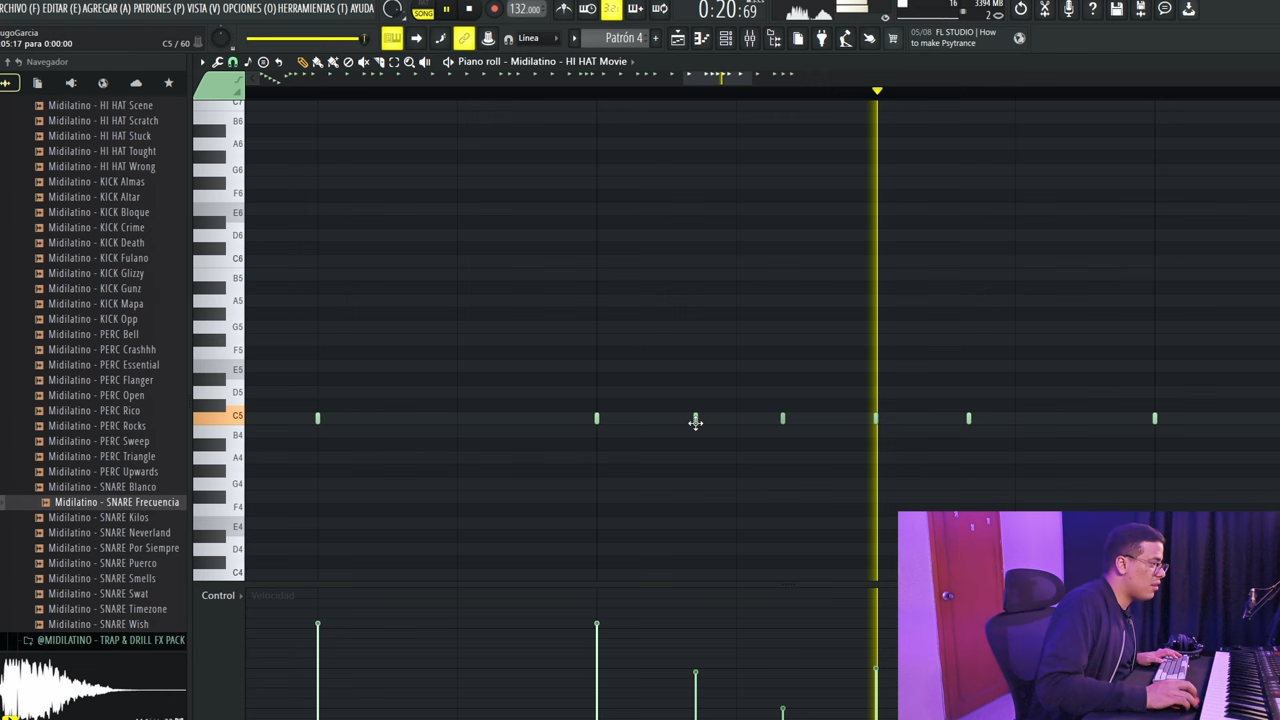 ARCHIVO (F) EDITAR (E) AGREGAR (A) PATRONES (P) VISTA (V) OPCIONES (O) HERRAMIENTAS (T) AYUDA
SONG
132.000
3 2:
0:20:69
16
3394 MB
2
ugoGarcia
05:17 para 0:00:00
C5 / 60
Línea
Patrón 4
05/08 FL STUDIO | How
to make Psytrance
Navegador
Piano roll - Midilatino - HI HAT Movie
Midilatino - HI HAT Scene
Midilatino - HI HAT Scratch
Midilatino - HI HAT Stuck
Midilatino - HI HAT Tought
Midilatino - HI HAT Wrong
Midilatino - KICK Almas
Midilatino - KICK Altar
Midilatino - KICK Bloque
Midilatino - KICK Crime
Midilatino - KICK Death
Midilatino - KICK Fulano
Midilatino - KICK Glizzy
Midilatino - KICK Gunz
Midilatino - KICK Mapa
Midilatino - KICK Opp
Midilatino - PERC Bell
Midilatino - PERC Crashhh
Midilatino - PERC Essential
Midilatino - PERC Flanger
Midilatino - PERC Open
Midilatino - PERC Rico
Midilatino - PERC Rocks
Midilatino - PERC Sweep
Midilatino - PERC Triangle
Midilatino - PERC Upwards
Midilatino - SNARE Blanco
Midilatino - SNARE Frecuencia
Midilatino - SNARE Kilos
Midilatino - SNARE Neverland
Midilatino - SNARE Por Siempre
Midilatino - SNARE Puerco
Midilatino - SNARE Smells
Midilatino - SNARE Swat
Midilatino - SNARE Timezone
Midilatino - SNARE Wish
@MIDILATINO - TRAP & DRILL FX PACK
C7
B6
A6
G6
F6
E6
D6
C6
B5
A5
G5
F5
E5
D5
C5
B4
A4
G4
F4
E4
D4
C4
Control
Velocidad